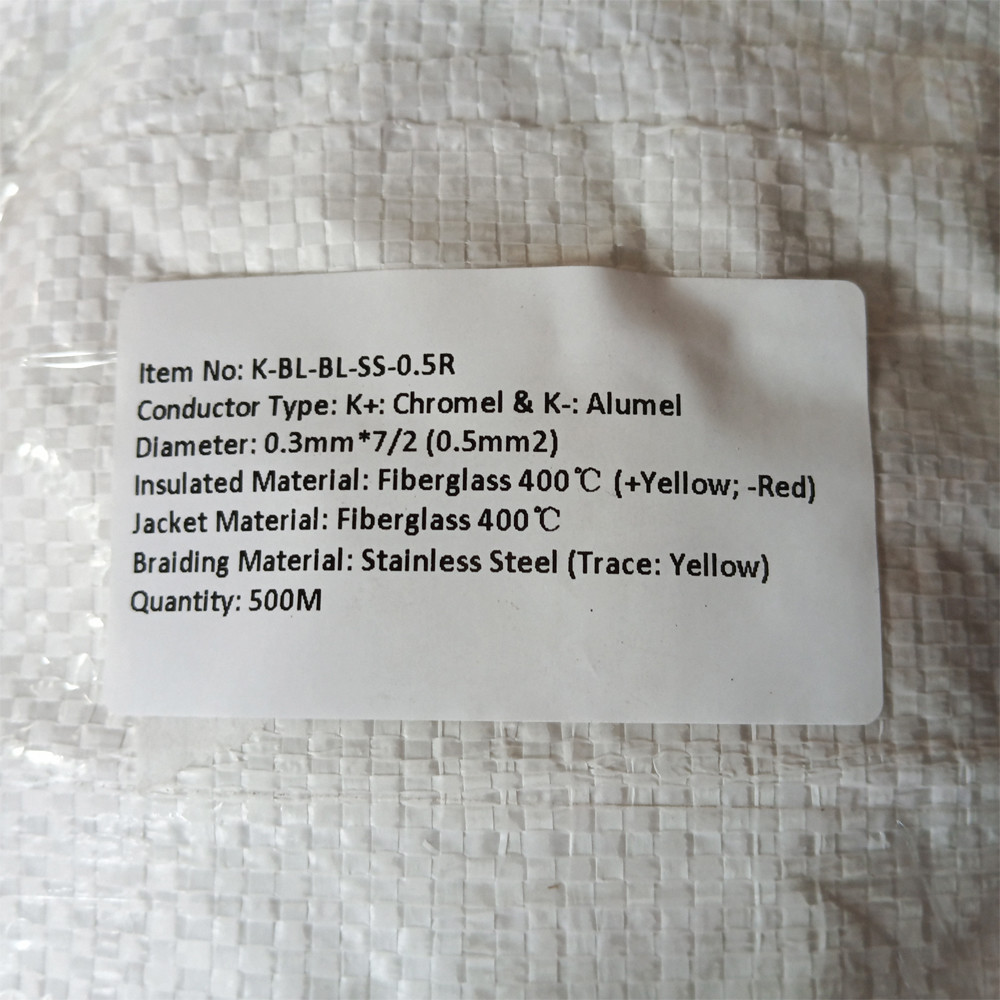 Item No: K-BL-BL-SS-0.5R
Conductor Type: K+: Chromel & K-: Alumel
Diameter: 0.3mm*7/2 (0.5mm2)
Insulated Material: Fiberglass 400℃ (+Yellow; -Red)
Jacket Material: Fiberglass 400℃
Braiding Material: Stainless Steel (Trace: Yellow)
Quantity: 500M